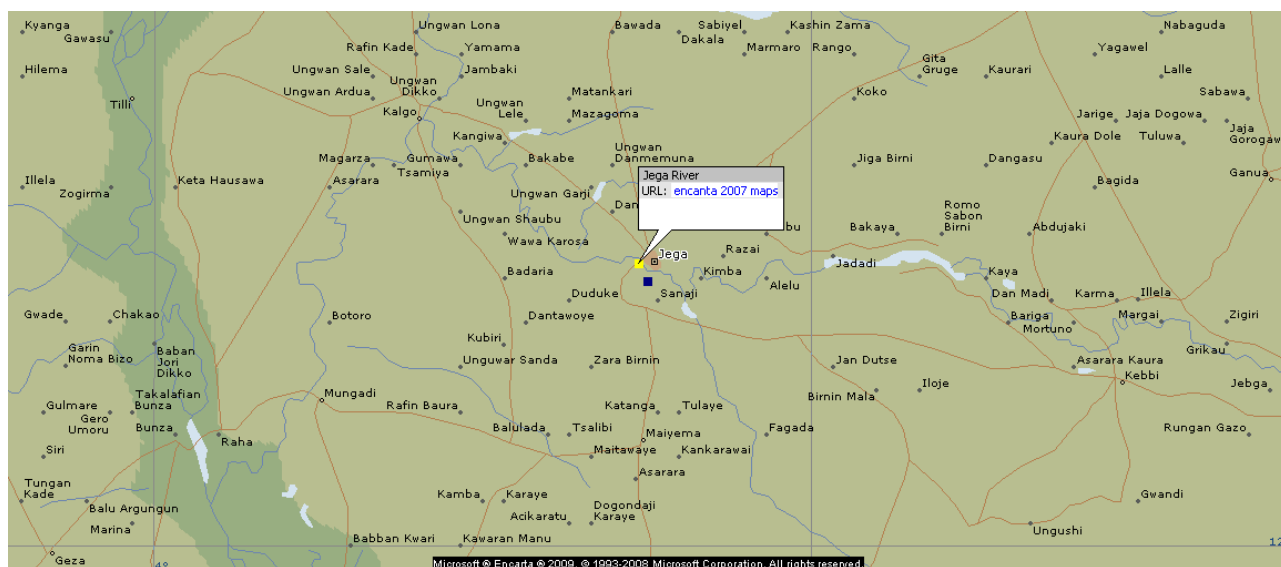 Kyanga
Gawasu
Ungwan Lona
Bawada
Sabiyel
Dakala
Kashin Zama
Nabaguda
Rafin Kade
Yamama
Marmaro
Rango
Yagawel
Hilema
Ungwan Sale
Jambaki
Gita
Gruge
Kaurari
Lalle
Tilli
Ungwan Ardua
Ungwan
Dikko
Matankari
Koko
Sabawa
Kalgo
Ungwan
Lele
Mazagoma
Jarige
Jaja Dogowa
Jaja
Gorogaw
Kangiwa
Kaura Dole
Tuluwa
Magarza
Gumawa
Tsamiya
Bakabe
Ungwan
Danmemuna
Jiga Birni
Dangasu
Ganua
Illela
Zogirma
Keta Hausawa
Asarara
Ungwan Garji
Jega River
URL: encanta 2007 maps
Bagida
Ungwan Shaubu
Dan
Romo
Sabon
Birni
Wawa Karosa
bu
Bakaya
Abdujaki
Jega
Razai
Jadadi
Badaria
Kimba
Alelu
Kaya
Duduke
Sanaji
Dan Madi
Karma
Illela
Gwade
Chakao
Botoro
Dantawoye
Bariga
Mortuno
Margai
Zigiri
Garin
Noma Bizo
Baban
Jori
Dikko
Kubiri
Grikau
Unguwar Sanda
Zara Birnin
Jan Dutse
Asarara Kaura
Kebbi
Takalafian
Bunza
Mungadi
Birnin Mala
Iloje
Jebga
Gulmare
Gero
Umoru
Rafin Baura
Katanga
Tulaye
Bunza
Raha
Balulada
Tsalibi
Maiyema
Fagada
Rungan Gazo
Siri
Maitawaye
Kankarawai
Asarara
Tungan
Kade
Balu Argungun
Kamba
Karaye
Gwandi
Marina
Acikaratu
Dogondaji
Karaye
Ungushi
Babban Kwari
Kawaran Manu
12
Geza
4°
Microsoft ® Encarta ® 2009. © 1993-2008 Microsoft Corporation. All rights reserved.